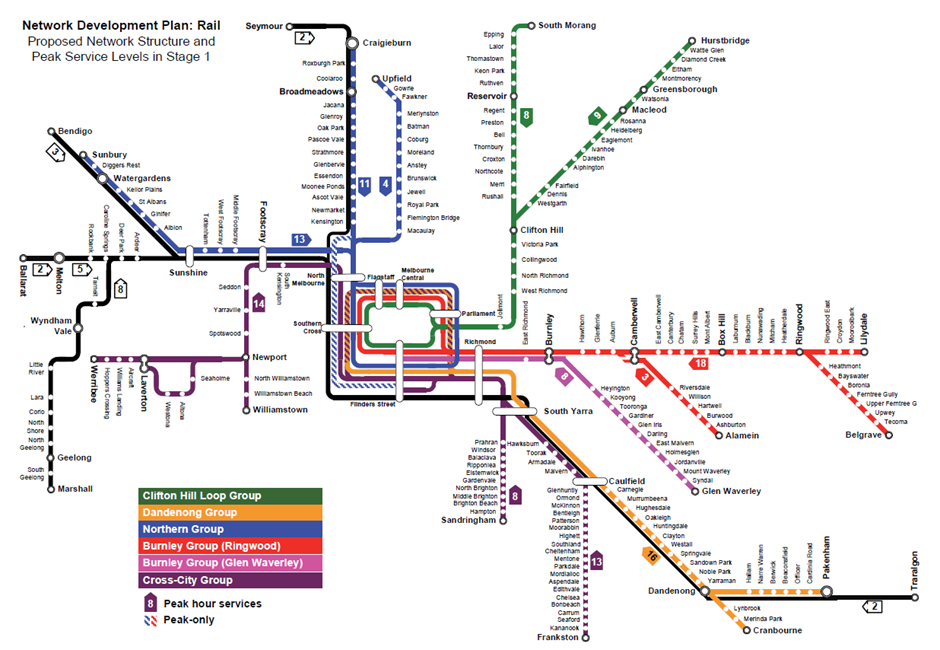 Network Development Plan: Rail
Proposed Network Structure and
Peak Service Levels in Stage 1
Seymour
2
Craigieburn
Roxburgh Park
Coolaroo
Broadmeadows
Jacana
Glenroy
Oak Park
Pascoe Vale
Strathmore
Glenbervie
Essendon
Moonee Ponds
Ascot Vale
Newmarket
Kensington
11
Upfield
Gowrie
Fawkner
Merlynston
Batman
Coburg
Moreland
Anstey
Brunswick
Jewell
Royal Park
Flemington Bridge
Macaulay
4
South Morang
Epping
Lalor
Thomastown
Keon Park
Ruthven
Reservoir
Regent
Preston
Bell
Thornbury
Croxton
Northcote
Merri
Rushall
8
Hurstbridge
Wattle Glen
Diamond Creek
Eltham
Montmorency
Greensborough
Watsonia
Macleod
Rosanna
Heidelberg
Eaglemont
Ivanhoe
Darebin
Alphington
Fairfield
Dennis
Westgarth
9
Clifton Hill
Victoria Park
Collingwood
North Richmond
West Richmond
Jolimont
Bendigo
3
Sunbury
Diggers Rest
Watergardens
Keilor Plains
St Albans
Ginifer
Albion
Sunshine
Tottenham
West Footscray
Middle Footscray
Footscray
13
South
Kensington
Ballarat
2
Melton
5
Rockbank
Caroline Springs
Deer Park
Ardeer
Tarneit
8
Wyndham
Vale
Little
River
Lara
Corio
North
Shore
North
Geelong
Geelong
South
Geelong
Marshall
Seddon
Yarraville
Spotswood
14
Newport
North Williamstown
Williamstown Beach
Williamstown
Werribee
Hoppers Crossing
Williams Landing
Aircraft
Laverton
Westona
Altona
Seaholme
North
Melbourne
Flagstaff
Melbourne
Central
Parliament
Southern
Cross
Flinders Street
Richmond
East Richmond
Burnley
Hawthorn
Glenferrie
Auburn
Camberwell
East Camberwell
Canterbury
Chatham
Surrey Hills
Mont Albert
Box Hill
Laburnum
Blackburn
Nunawading
Mitcham
Heatherdale
Ringwood
Ringwood East
Croydon
Mooroolbark
Lilydale
18
Heathmont
Bayswater
Boronia
Ferntree Gully
Upper Ferntree G
Upwey
Tecoma
Belgrave
Riversdale
Willison
Hartwell
Burwood
Ashburton
Alamein
8
Heyington
Kooyong
Tooronga
Gardiner
Glen Iris
Darling
East Malvern
Holmesglen
Jordanville
Mount Waverley
Syndal
Glen Waverley
South Yarra
Prahran
Windsor
Balaclava
Ripponlea
Elsternwick
Gardenvale
North Brighton
Middle Brighton
Brighton Beach
Hampton
Sandringham
8
Hawksburn
Toorak
Armadale
Malvern
Caulfield
Glenhuntly
Ormond
McKinnon
Bentleigh
Patterson
Moorabbin
Highett
Southland
Cheltenham
Mentone
Parkdale
Mordialloc
Aspendale
Edithvale
Chelsea
Bonbeach
Carrum
Seaford
Kananook
Frankston
13
Carnegie
Murrumbeena
Hughesdale
Oakleigh
Huntingdale
Clayton
Westall
Springvale
Sandown Park
Noble Park
Yarraman
16
Dandenong
Hallam
Narre Warren
Berwick
Beaconsfield
Officer
Cardinia Road
Pakenham
Traralgon
2
Lynbrook
Merinda Park
Cranbourne
Clifton Hill Loop Group
Dandenong Group
Northern Group
Burnley Group (Ringwood)
Burnley Group (Glen Waverley)
Cross-City Group
8 Peak hour services
Peak-only